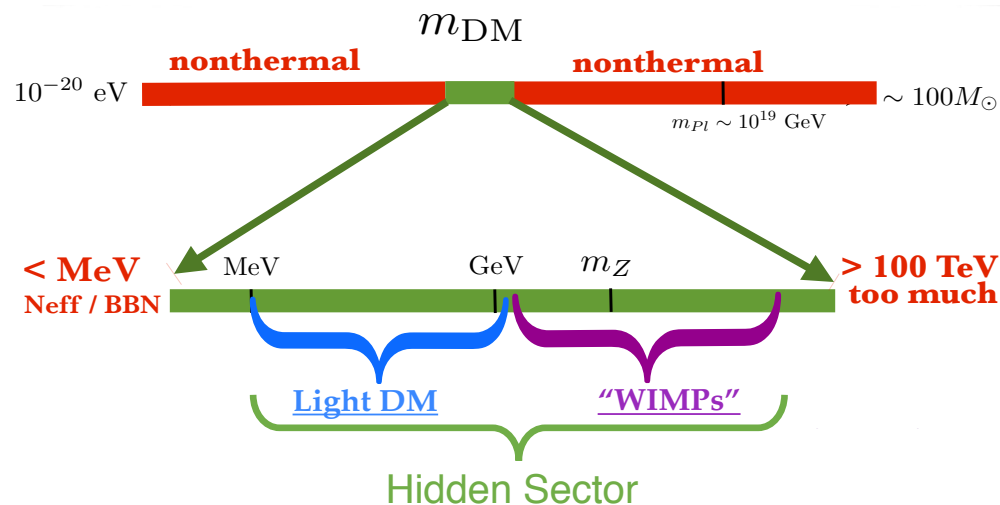 m_DM
nonthermal nonthermal
10^−20 eV ∼ 100M_⊙
m_Pl ∼ 10^19 GeV
< MeV MeV GeV m_Z > 100 TeV
Neff / BBN too much
Light DM “WIMPs”
Hidden Sector